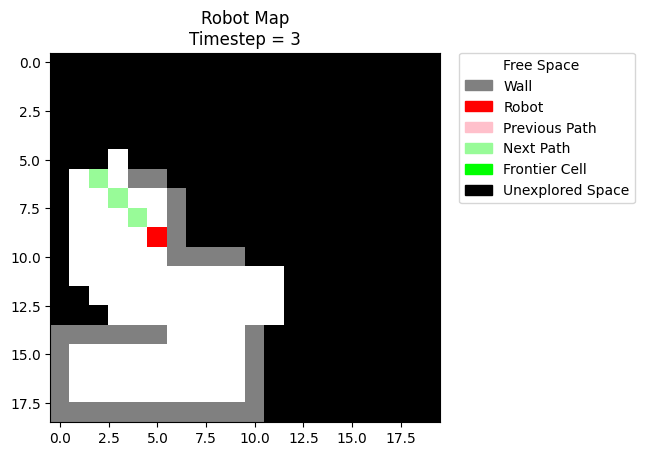 Robot Map
Timestep = 3
Free Space
Wall
Robot
Previous Path
Next Path
Frontier Cell
Unexplored Space
0.0
2.5
5.0
7.5
10.0
12.5
15.0
17.5
0.0 2.5 5.0 7.5 10.0 12.5 15.0 17.5